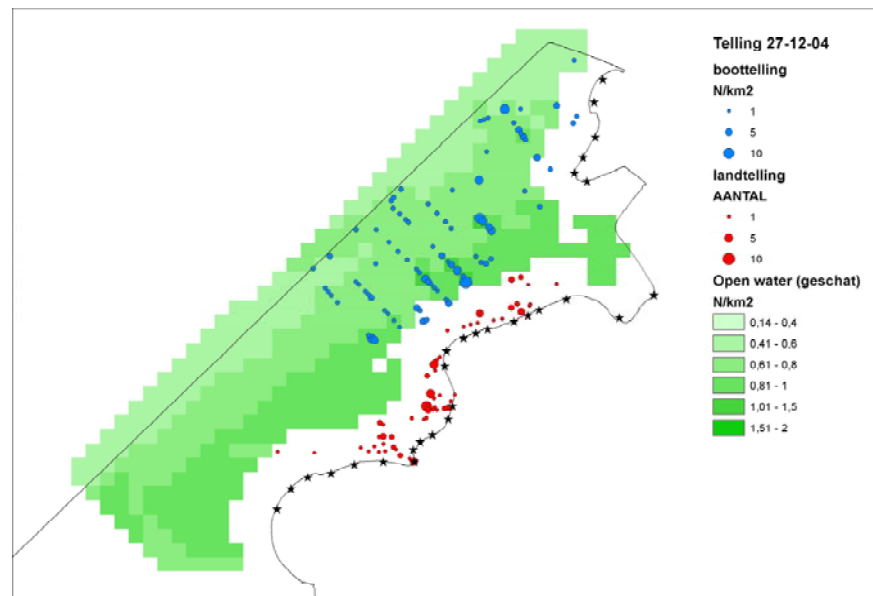 Telling 27-12-04
boottelling
N/km2
1
5
10
landtelling
AANTAL
1
5
10
Open water (geschat)
N/km2
0,14 - 0,4
0,41 - 0,6
0,61 - 0,8
0,81 - 1
1,01 - 1,5
1,51 - 2